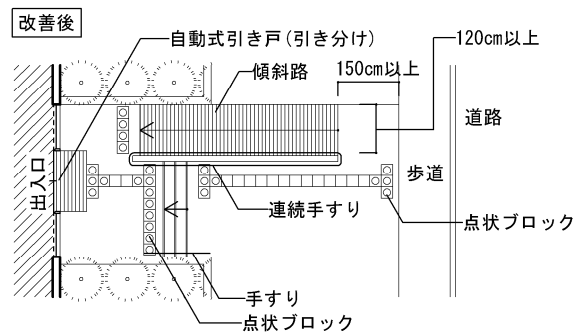 改善後
自動式引き戸(引き分け)
120cm以上
傾斜路
150cm以上
道路
歩道
出入口
連続手すり
点状ブロック
手すり
点状ブロック